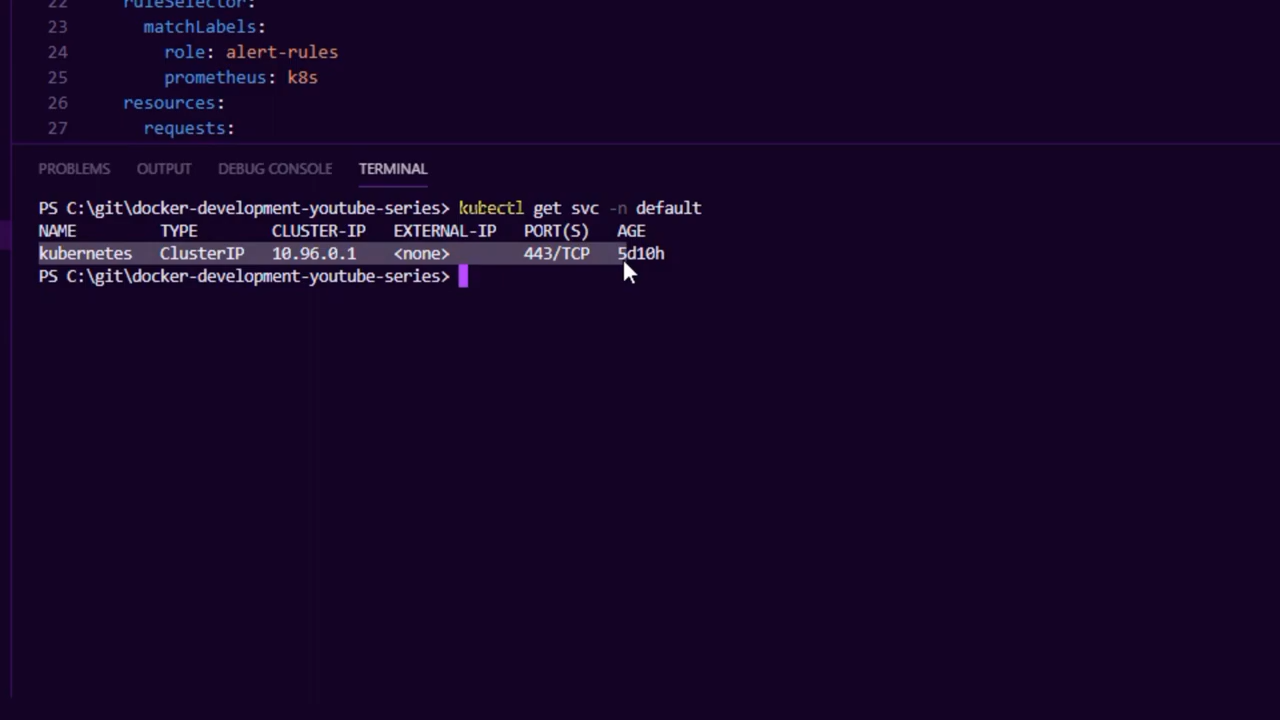 22 ruleSelector:
23 matchLabels:
24 role: alert-rules
25 prometheus: k8s
26 resources:
27 requests:
PROBLEMS OUTPUT DEBUG CONSOLE TERMINAL
PS C:\git\docker-development-youtube-series> kubectl get svc -n default
NAME TYPE CLUSTER-IP EXTERNAL-IP PORT(S) AGE
kubernetes ClusterIP 10.96.0.1 <none> 443/TCP 5d10h
PS C:\git\docker-development-youtube-series>